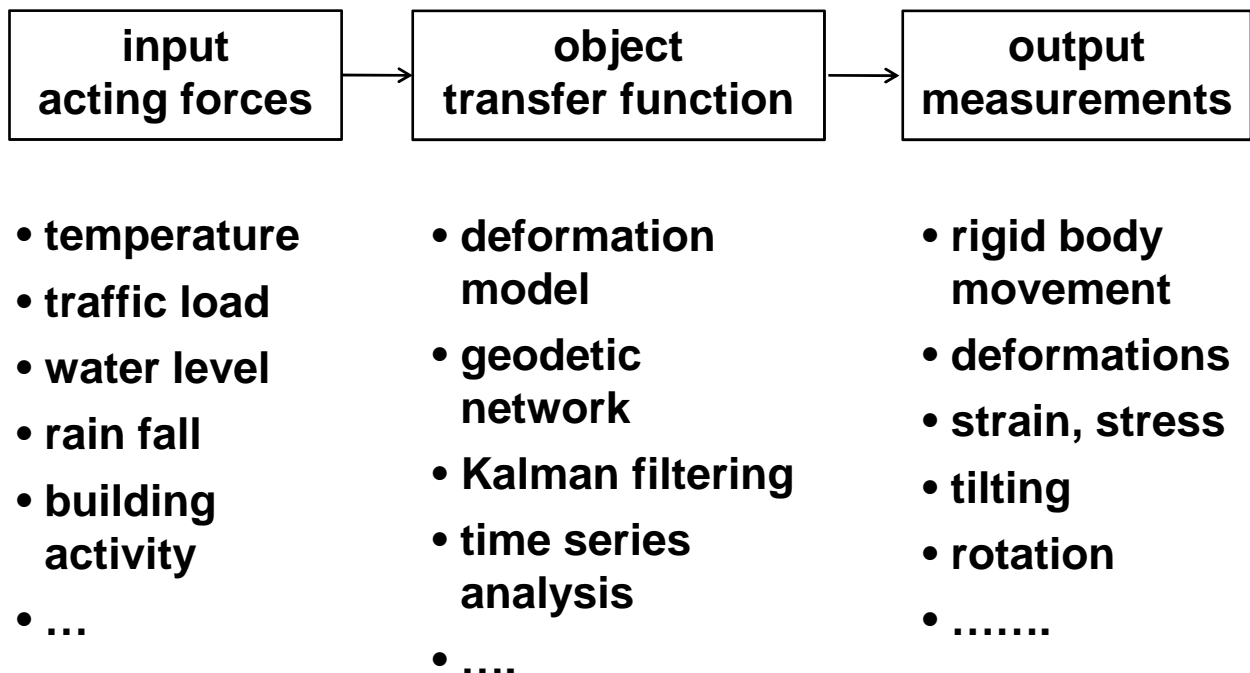 input
acting forces
object
transfer function
output
measurements
• temperature
• traffic load
• water level
• rain fall
• building
activity
• …
• deformation
model
• geodetic
network
• Kalman filtering
• time series
analysis
• ….
• rigid body
movement
• deformations
• strain, stress
• tilting
• rotation
• …….